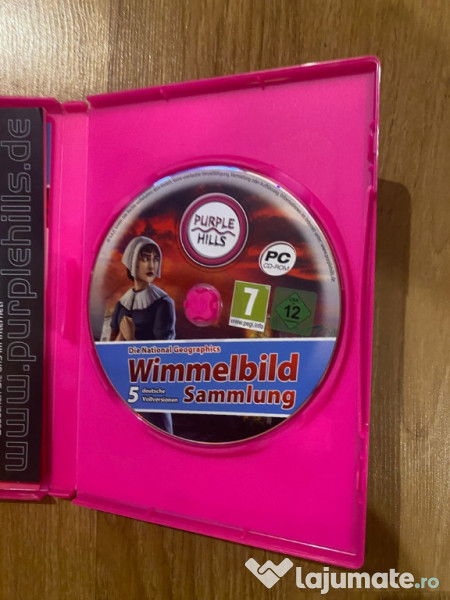 www.purplehills.de
PURPLE
HILLS
PC
CD-ROM
7
www.pegi.info
12
Die National Geographics
Wimmelbild
5 deutsche
Vollversionen
Sammlung
Lajumate.ro